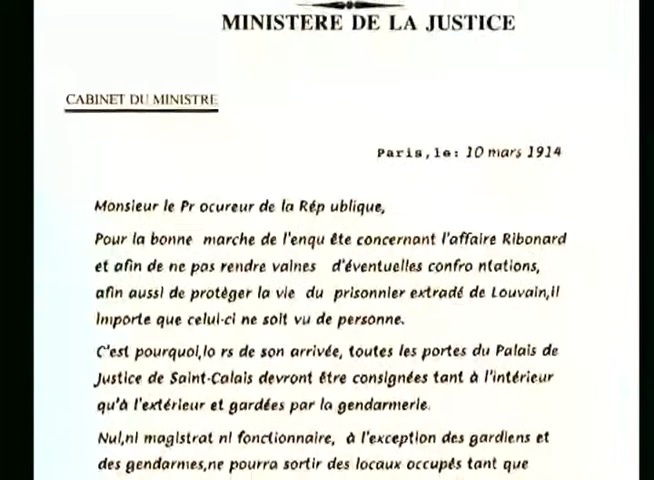 MINISTERE DE LA JUSTICE
CABINET DU MINISTRE
Paris, le: 10 mars 1914
Monsieur le Pr ocureur de la Rép ublique,
Pour la bonne marche de l'enqu ête concernant l'affaire Ribonard
et afin de ne pas rendre vaines d'éventuelles confro ntations,
afin aussi de protéger la vie du prisonnier extradé de Louvain,il
importe que celui-ci ne soit vu de personne.
C'est pourquoi,lo rs de son arrivée, toutes les portes du Palais de
Justice de Saint-Calais devront être consignées tant à l'intérieur
qu'à l'extérieur et gardées par la gendarmerie.
Nul,ni magistrat ni fonctionnaire, à l'exception des gardiens et
des gendarmes,ne pourra sortir des locaux occupés tant que